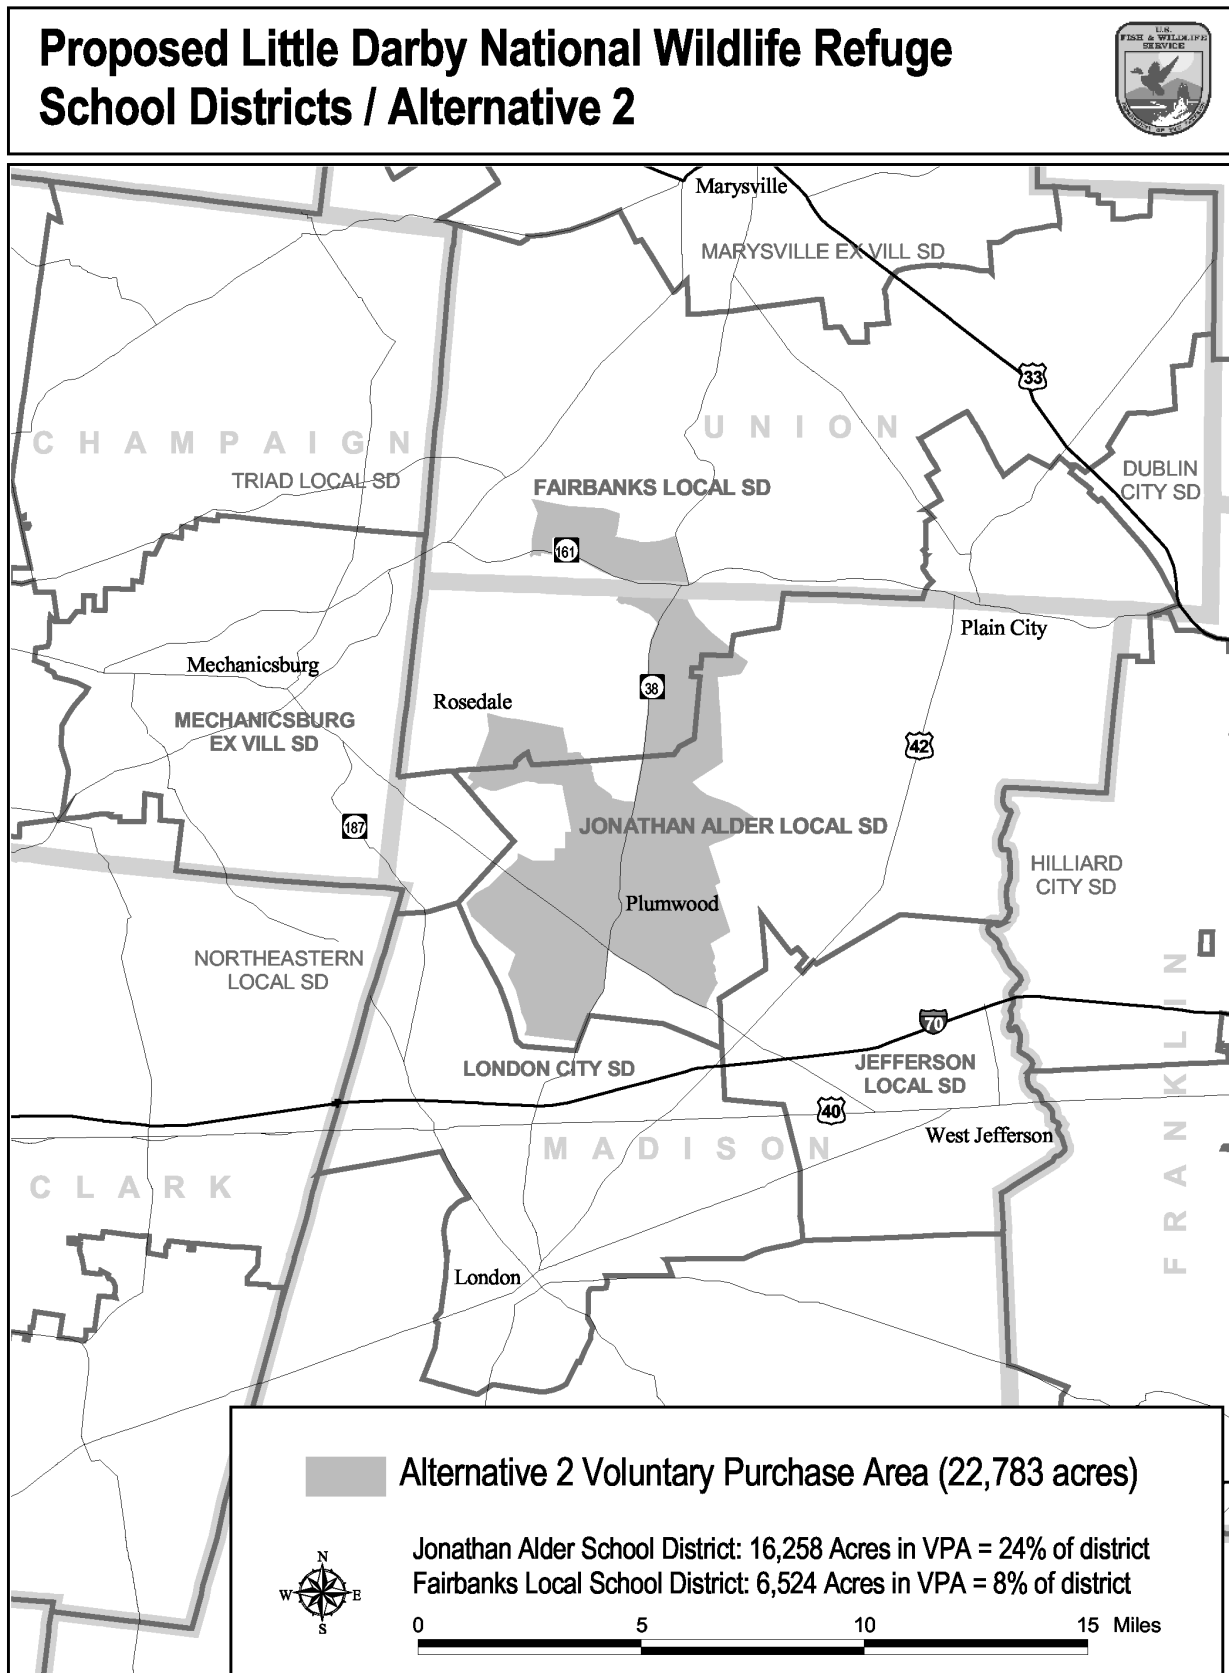 Proposed Little Darby National Wildlife Refuge
School Districts / Alternative 2
U.S.
FISH & WILDLIFE
SERVICE
Marysville
MARYSVILLE EX VILL SD
33
UNION
CHAMPAIGN
TRIAD LOCAL SD
FAIRBANKS LOCAL SD
DUBLIN
CITY SD
161
Plain City
Mechanicsburg
Rosedale
38
MECHANICSBURG
EX VILL SD
42
187
JONATHAN ALDER LOCAL SD
HILLIARD
CITY SD
Plumwood
NORTHEASTERN
LOCAL SD
FRANKLIN
70
LONDON CITY SD
JEFFERSON
LOCAL SD
40
West Jefferson
MADISON
CLARK
London
Alternative 2 Voluntary Purchase Area (22,783 acres)
Jonathan Alder School District: 16,258 Acres in VPA = 24% of district
Fairbanks Local School District: 6,524 Acres in VPA = 8% of district
N
W E
S
0 5 10 15 Miles